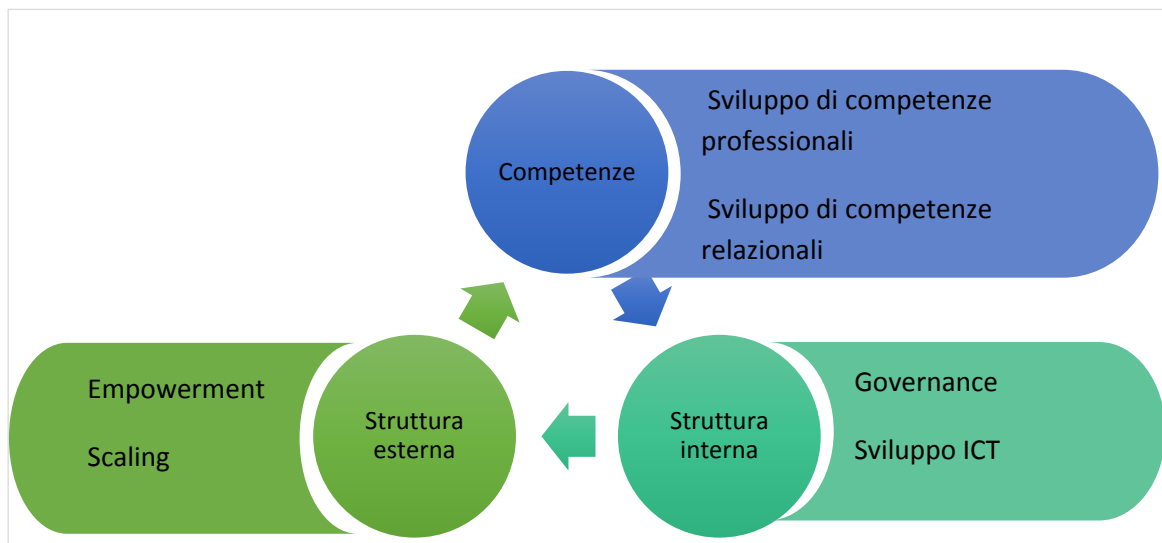 Competenze
Sviluppo di competenze
professionali
Sviluppo di competenze
relazionali
Struttura
interna
Governance
Sviluppo ICT
Struttura
esterna
Empowerment
Scaling